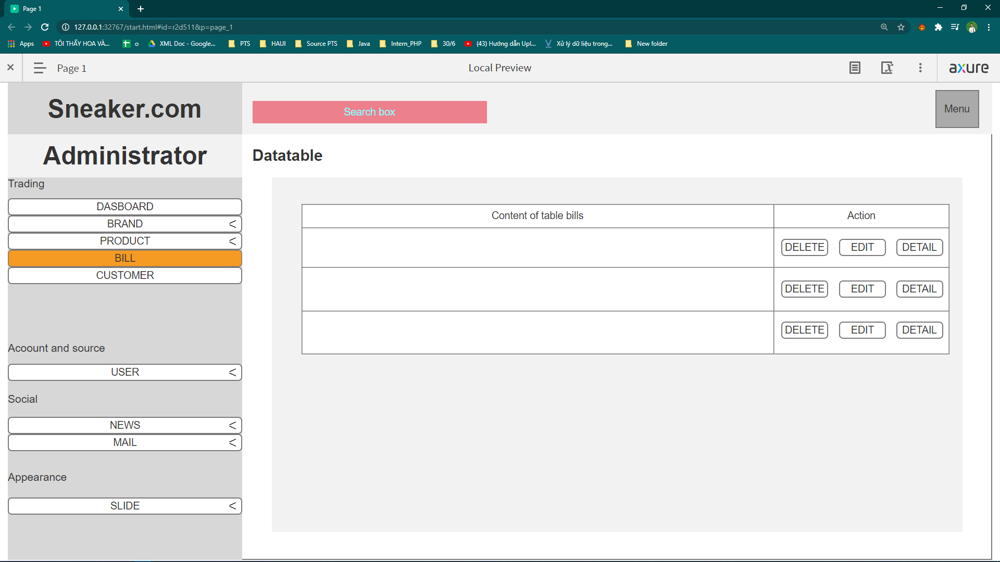 Page 1
127.0.0.1:32767/start.html#id=r2d511&p=page_1
Apps
TÔI THẤY HOA VÀ...
o
XML Doc - Google...
PTS
HAUI
Source PTS
Java
Intern_PHP
30/6
(43) Hướng dẫn Upl...
Xử lý dữ liệu trong...
New folder
Page 1
Local Preview
axure
Sneaker.com
Search box
Menu
Administrator
Datatable
Trading
DASBOARD
BRAND <
PRODUCT <
BILL
CUSTOMER
Acoount and source
USER <
Social
NEWS <
MAIL <
Appearance
SLIDE <
Content of table bills Action
DELETE EDIT DETAIL
DELETE EDIT DETAIL
DELETE EDIT DETAIL